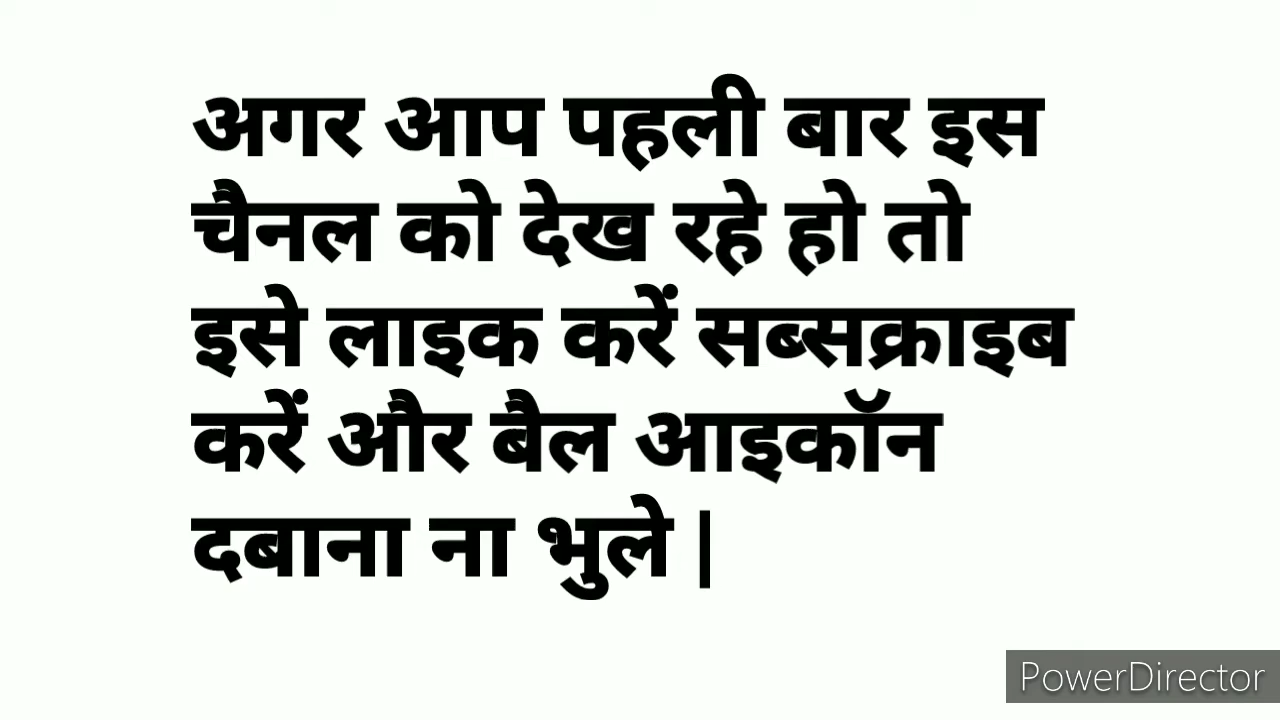 अगर आप पहली बार इस
चैनल को देख रहे हो तो
इसे लाइक करें सब्सक्राइब
करें और बैल आइकॉन
दबाना ना भुले |
PowerDirector